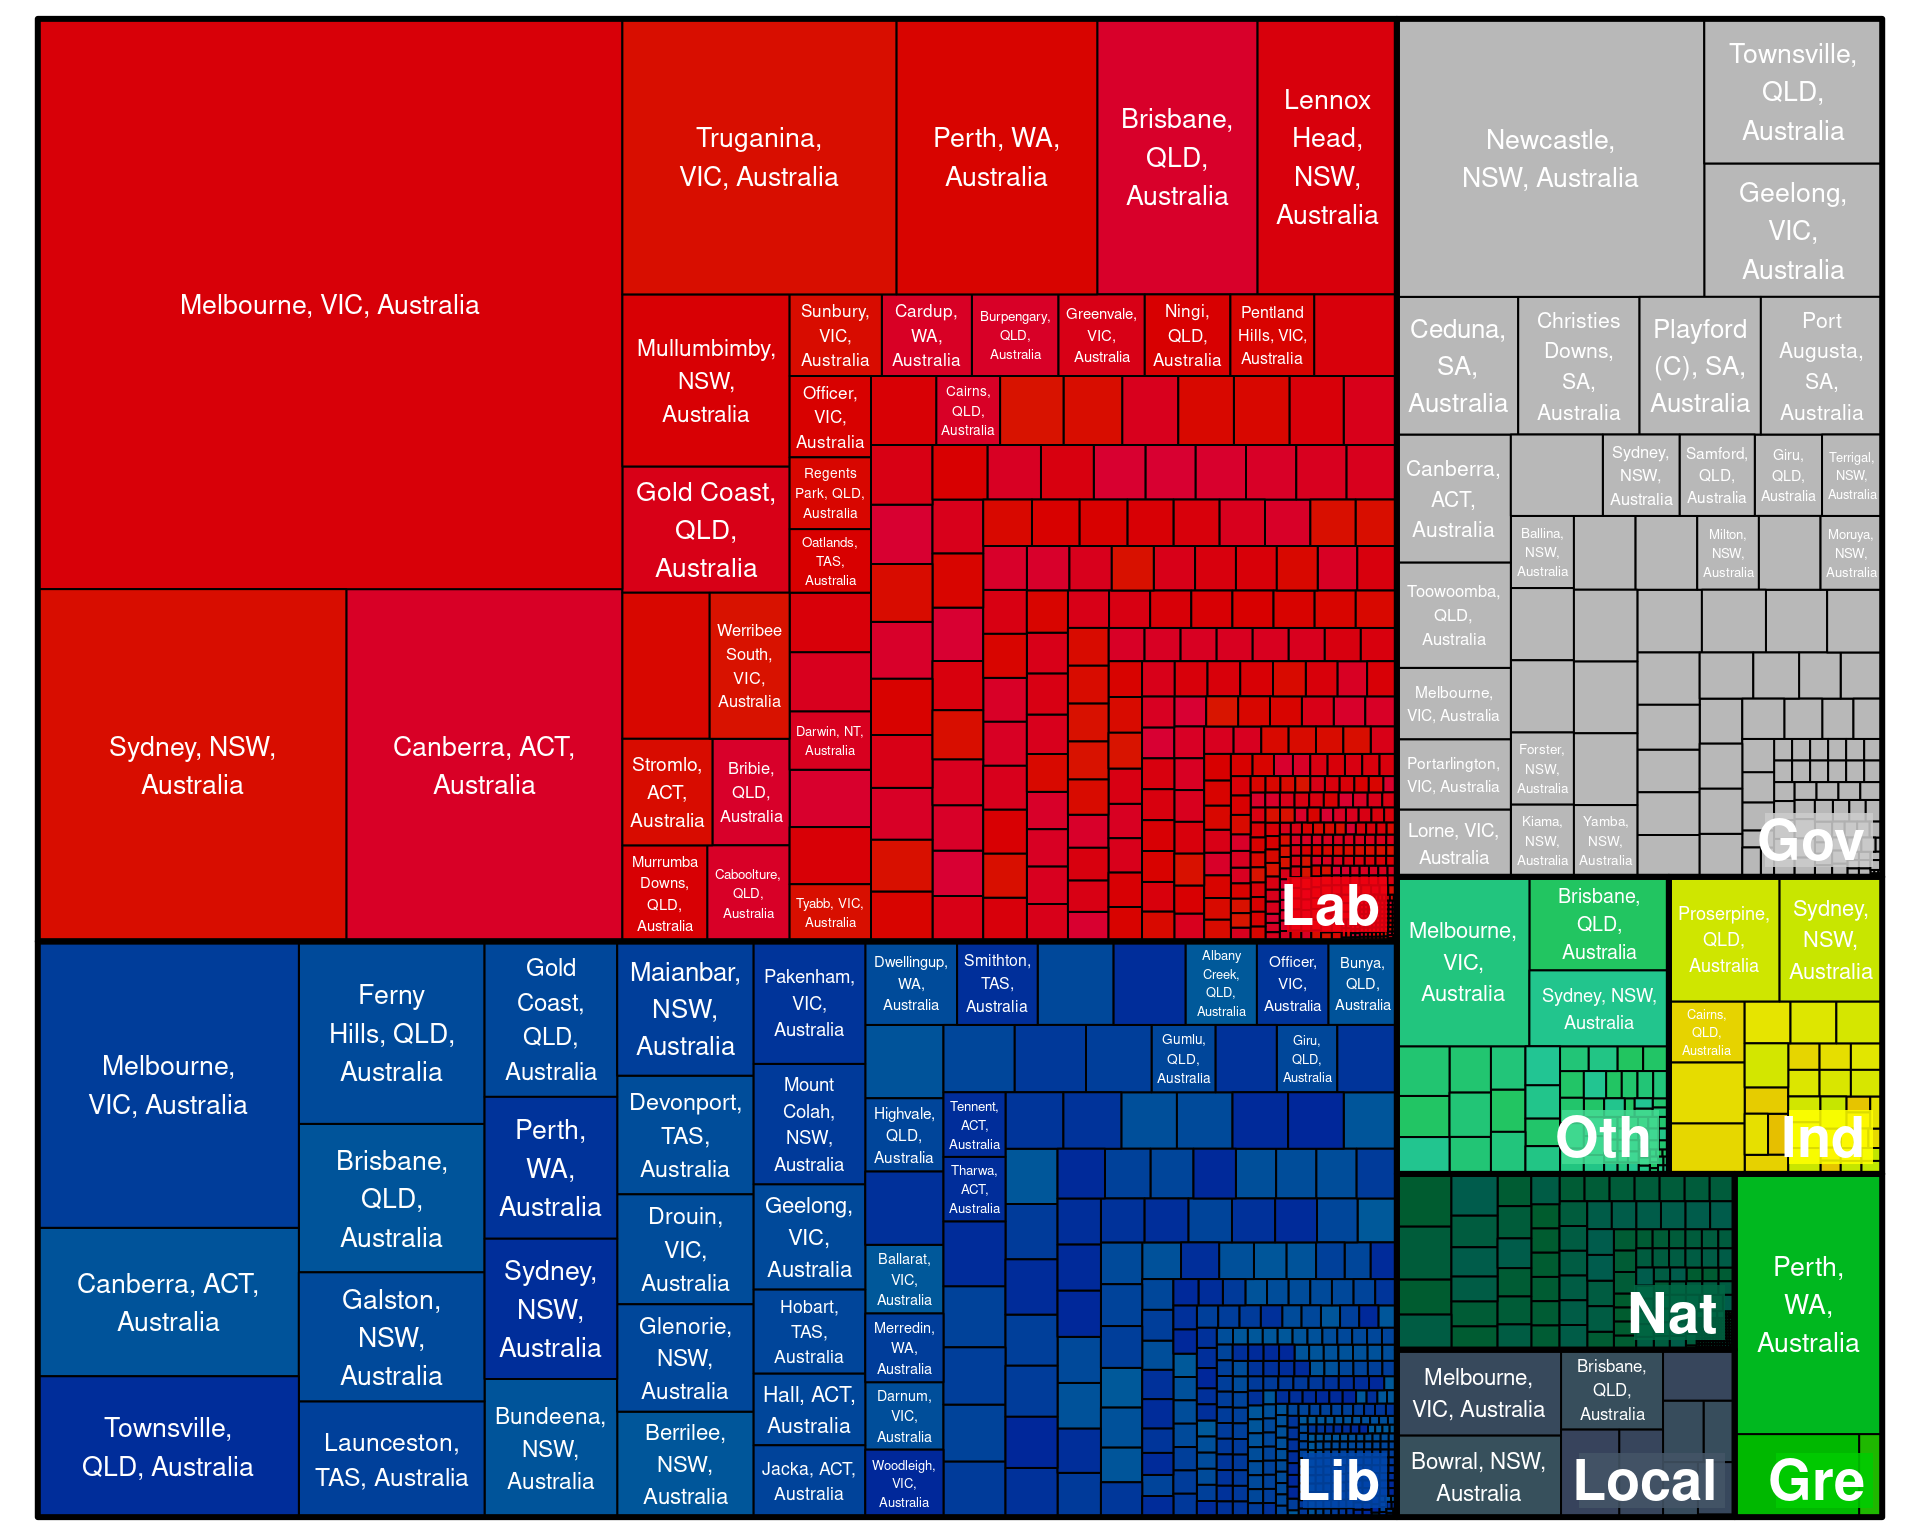 Melbourne, VIC, Australia
Sydney, NSW,
Australia
Canberra, ACT,
Australia
Truganina,
VIC, Australia
Perth, WA,
Australia
Brisbane,
QLD,
Australia
Lennox
Head,
NSW,
Australia
Mullumbimby,
NSW,
Australia
Gold Coast,
QLD,
Australia
Werribee
South,
VIC,
Australia
Stromlo,
ACT,
Australia
Bribie,
QLD,
Australia
Murrumba
Downs,
QLD,
Australia
Caboolture,
QLD,
Australia
Sunbury,
VIC,
Australia
Cardup,
WA,
Australia
Burpengary,
QLD,
Australia
Greenvale,
VIC,
Australia
Ningi,
QLD,
Australia
Pentland
Hills, VIC,
Australia
Officer,
VIC,
Australia
Cairns,
QLD,
Australia
Regents
Park, QLD,
Australia
Oatlands,
TAS,
Australia
Darwin, NT,
Australia
Tyabb, VIC,
Australia
Lab
Newcastle,
NSW, Australia
Townsville,
QLD,
Australia
Geelong,
VIC,
Australia
Ceduna,
SA,
Australia
Christies
Downs,
SA,
Australia
Playford
(C), SA,
Australia
Port
Augusta,
SA,
Australia
Canberra,
ACT,
Australia
Sydney,
NSW,
Australia
Samford,
QLD,
Australia
Giru,
QLD,
Australia
Terrigal,
NSW,
Australia
Ballina,
NSW,
Australia
Milton,
NSW,
Australia
Moruya,
NSW,
Australia
Toowoomba,
QLD,
Australia
Melbourne,
VIC, Australia
Portarlington,
VIC, Australia
Forster,
NSW,
Australia
Lorne, VIC,
Australia
Kiama,
NSW,
Australia
Yamba,
NSW,
Australia
Gov
Melbourne,
VIC, Australia
Canberra, ACT,
Australia
Townsville,
QLD, Australia
Ferny
Hills, QLD,
Australia
Brisbane,
QLD,
Australia
Galston,
NSW,
Australia
Launceston,
TAS, Australia
Gold
Coast,
QLD,
Australia
Perth,
WA,
Australia
Sydney,
NSW,
Australia
Bundeena,
NSW,
Australia
Maianbar,
NSW,
Australia
Devonport,
TAS,
Australia
Drouin,
VIC,
Australia
Glenorie,
NSW,
Australia
Berrilee,
NSW,
Australia
Pakenham,
VIC,
Australia
Mount
Colah,
NSW,
Australia
Geelong,
VIC,
Australia
Hobart,
TAS,
Australia
Hall, ACT,
Australia
Jacka, ACT,
Australia
Dwellingup,
WA,
Australia
Smithton,
TAS,
Australia
Albany
Creek,
QLD,
Australia
Officer,
VIC,
Australia
Bunya,
QLD,
Australia
Gumlu,
QLD,
Australia
Giru,
QLD,
Australia
Highvale,
QLD,
Australia
Tennent,
ACT,
Australia
Tharwa,
ACT,
Australia
Ballarat,
VIC,
Australia
Merredin,
WA,
Australia
Darnum,
VIC,
Australia
Woodleigh,
VIC,
Australia
Lib
Melbourne,
VIC,
Australia
Brisbane,
QLD,
Australia
Sydney, NSW,
Australia
Oth
Proserpine,
QLD,
Australia
Sydney,
NSW,
Australia
Cairns,
QLD,
Australia
Ind
Nat
Perth,
WA,
Australia
Gre
Melbourne,
VIC, Australia
Brisbane,
QLD,
Australia
Bowral, NSW,
Australia
Local